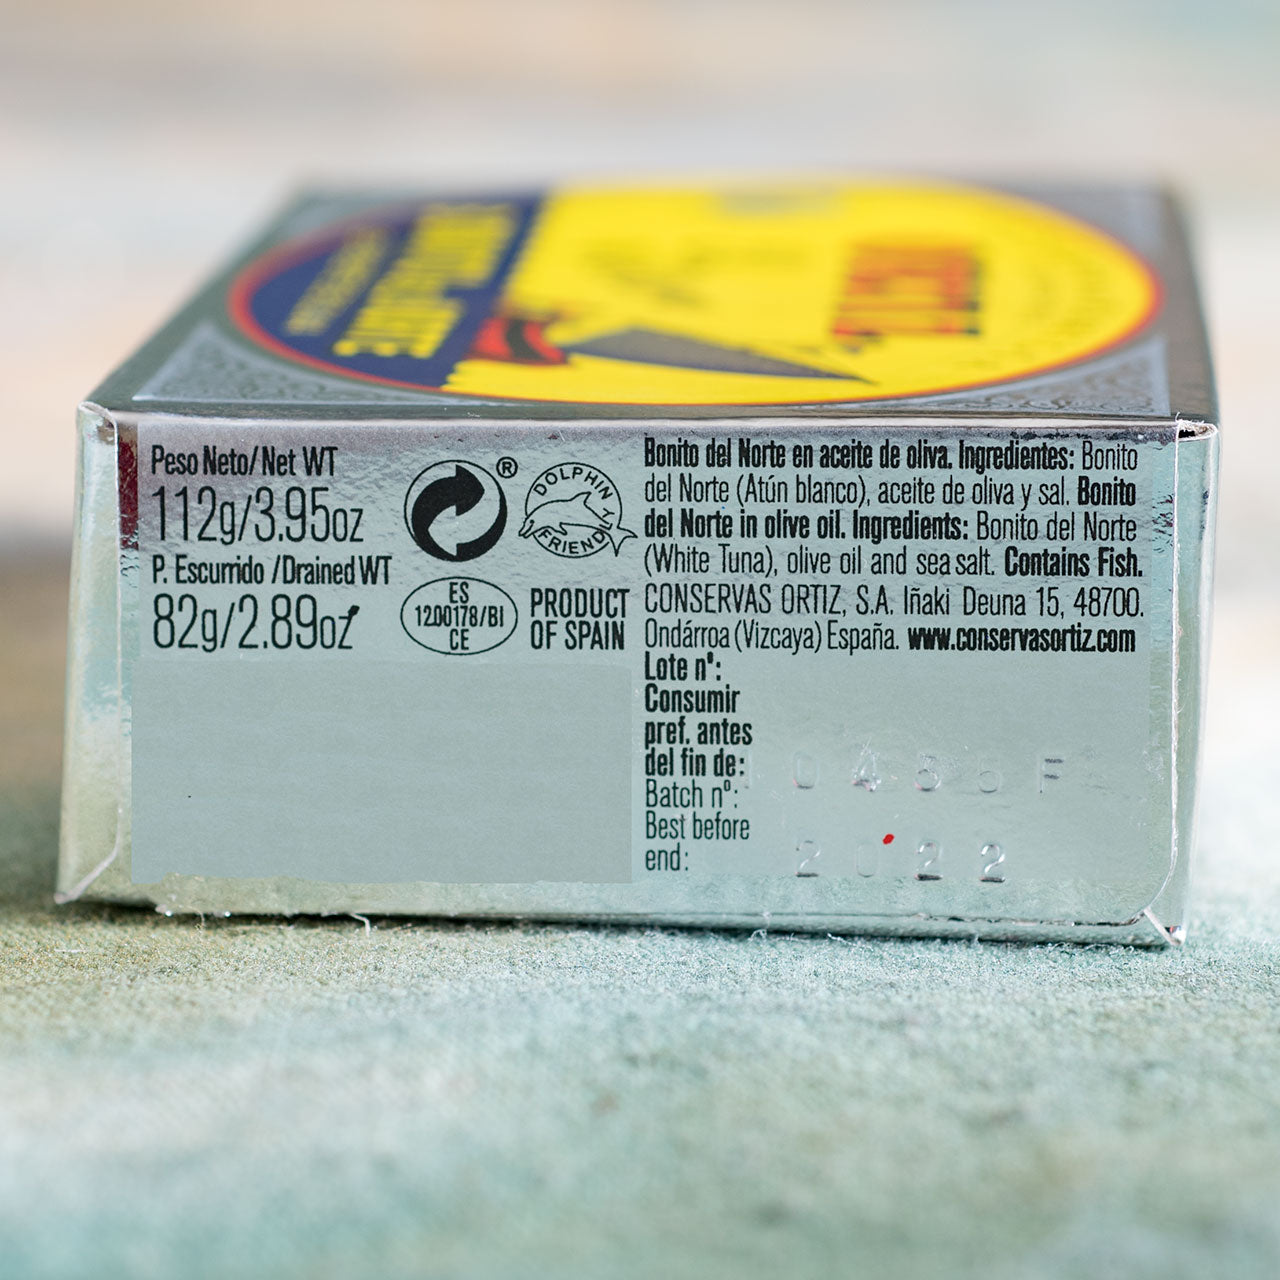 Peso Neto/Net WT
112g/3.95oz
P. Escurrido /Drained WT
82g/2.89oz
®
DOLPHIN
FRIENDLY
ES
12.00178/BI
CE
PRODUCT
OF SPAIN
Bonito del Norte en aceite de oliva. Ingredientes: Bonito
del Norte (Atún blanco), aceite de oliva y sal. Bonito
del Norte in olive oil. Ingredients: Bonito del Norte
(White Tuna), olive oil and sea salt. Contains Fish.
CONSERVAS ORTIZ, S.A. Iñaki Deuna 15, 48700.
Ondárroa (Vizcaya) España. www.conservasortiz.com
Lote nº:
Consumir
pref. antes
del fin de:
Batch nº:
Best before
end:
2022